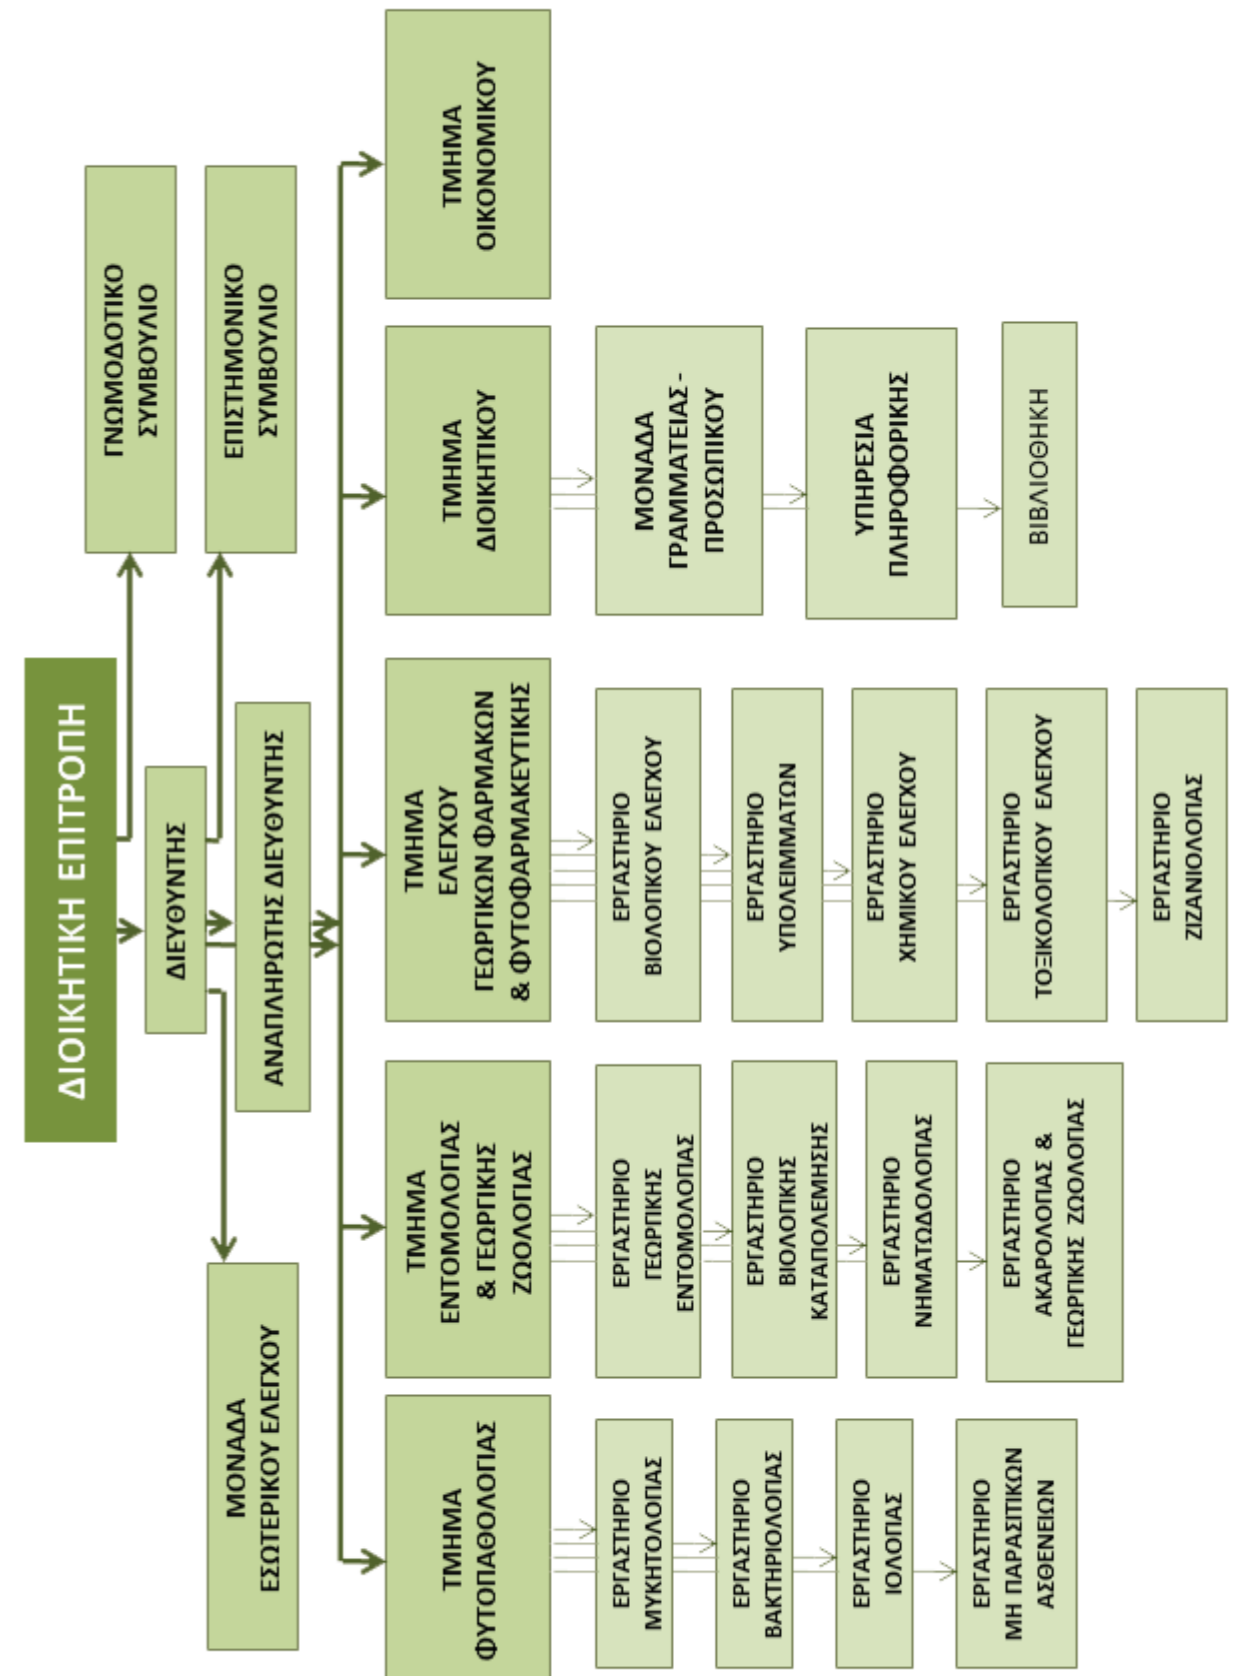 ΔΙΟΙΚΗΤΙΚΗ ΕΠΙΤΡΟΠΗ
ΓΝΩΜΟΔΟΤΙΚΟ
ΣΥΜΒΟΥΛΙΟ
ΔΙΕΥΘΥΝΤΗΣ
ΕΠΙΣΤΗΜΟΝΙΚΟ
ΣΥΜΒΟΥΛΙΟ
ΜΟΝΑΔΑ
ΕΣΩΤΕΡΙΚΟΥ ΕΛΕΓΧΟΥ
ΑΝΑΠΛΗΡΩΤΗΣ ΔΙΕΥΘΥΝΤΗΣ
ΤΜΗΜΑ
ΦΥΤΟΠΑΘΟΛΟΓΙΑΣ
ΕΡΓΑΣΤΗΡΙΟ
ΜΥΚΗΤΟΛΟΓΙΑΣ
ΕΡΓΑΣΤΗΡΙΟ
ΒΑΚΤΗΡΙΟΛΟΓΙΑΣ
ΕΡΓΑΣΤΗΡΙΟ
ΙΟΛΟΓΙΑΣ
ΕΡΓΑΣΤΗΡΙΟ
ΜΗ ΠΑΡΑΣΙΤΙΚΩΝ
ΑΣΘΕΝΕΙΩΝ
ΤΜΗΜΑ
ΕΝΤΟΜΟΛΟΓΙΑΣ
& ΓΕΩΡΓΙΚΗΣ
ΖΩΟΛΟΓΙΑΣ
ΕΡΓΑΣΤΗΡΙΟ
ΓΕΩΡΓΙΚΗΣ
ΕΝΤΟΜΟΛΟΓΙΑΣ
ΕΡΓΑΣΤΗΡΙΟ
ΒΙΟΛΟΓΙΚΗΣ
ΚΑΤΑΠΟΛΕΜΗΣΗΣ
ΕΡΓΑΣΤΗΡΙΟ
ΝΗΜΑΤΩΔΟΛΟΓΙΑΣ
ΕΡΓΑΣΤΗΡΙΟ
ΑΚΑΡΟΛΟΓΙΑΣ &
ΓΕΩΡΓΙΚΗΣ ΖΩΟΛΟΓΙΑΣ
ΤΜΗΜΑ
ΕΛΕΓΧΟΥ
ΓΕΩΡΓΙΚΩΝ ΦΑΡΜΑΚΩΝ
& ΦΥΤΟΦΑΡΜΑΚΕΥΤΙΚΗΣ
ΕΡΓΑΣΤΗΡΙΟ
ΒΙΟΛΟΓΙΚΟΥ ΕΛΕΓΧΟΥ
ΕΡΓΑΣΤΗΡΙΟ
ΥΠΟΛΕΙΜΜΑΤΩΝ
ΕΡΓΑΣΤΗΡΙΟ
ΧΗΜΙΚΟΥ ΕΛΕΓΧΟΥ
ΕΡΓΑΣΤΗΡΙΟ
ΤΟΞΙΚΟΛΟΓΙΚΟΥ ΕΛΕΓΧΟΥ
ΕΡΓΑΣΤΗΡΙΟ
ΖΙΖΑΝΙΟΛΟΓΙΑΣ
ΤΜΗΜΑ
ΔΙΟΙΚΗΤΙΚΟΥ
ΜΟΝΑΔΑ
ΓΡΑΜΜΑΤΕΙΑΣ -
ΠΡΟΣΩΠΙΚΟΥ
ΥΠΗΡΕΣΙΑ
ΠΛΗΡΟΦΟΡΙΚΗΣ
ΒΙΒΛΙΟΘΗΚΗ
ΤΜΗΜΑ
ΟΙΚΟΝΟΜΙΚΟΥ